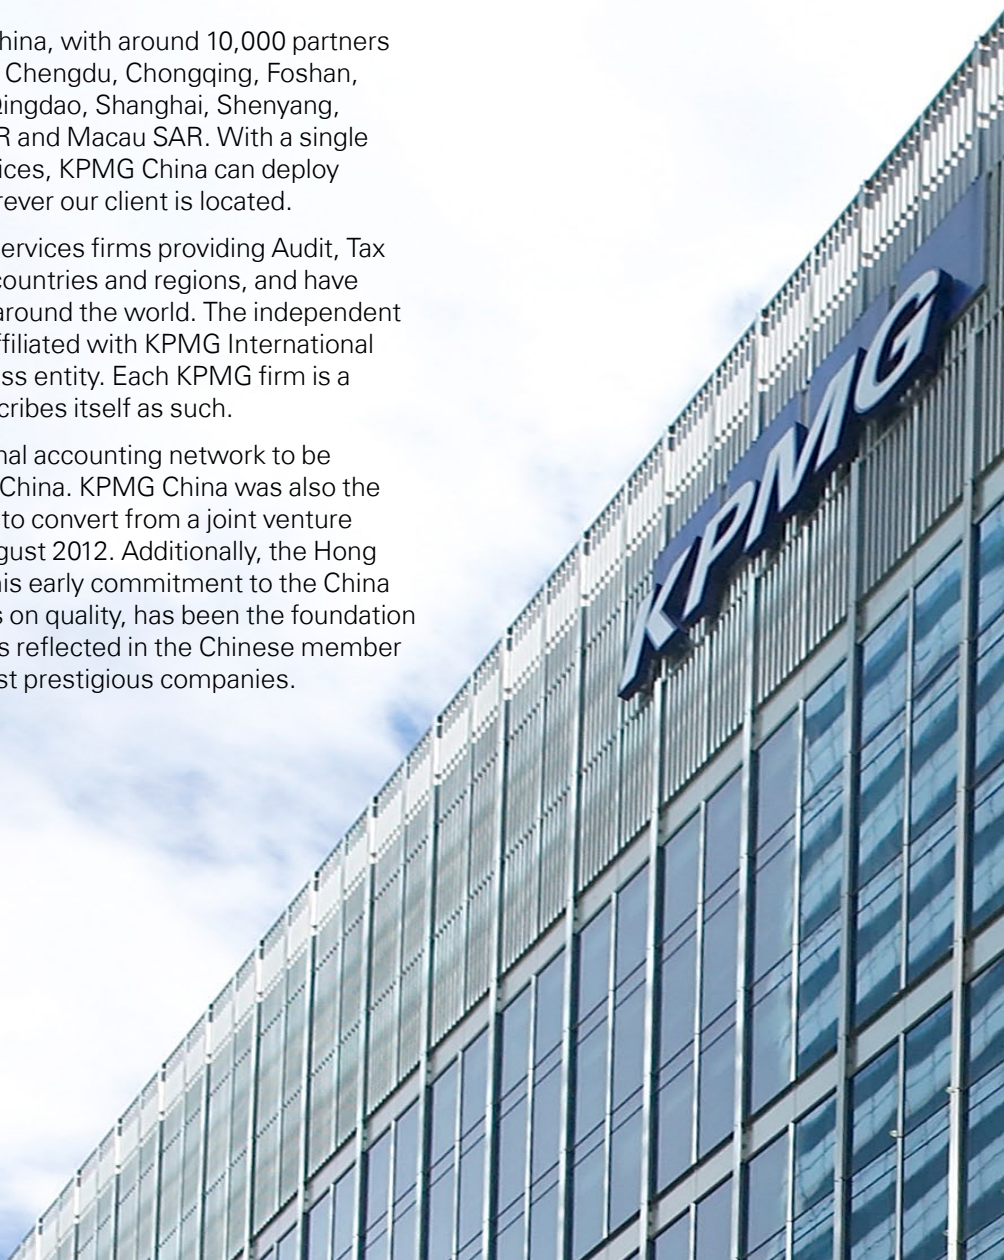 hina, with around 10,000 partners
Chengdu, Chongqing, Foshan,
Qingdao, Shanghai, Shenyang,
R and Macau SAR. With a single
ices, KPMG China can deploy
ever our client is located.
ervices firms providing Audit, Tax
countries and regions, and have
around the world. The independent
ffiliated with KPMG International
ss entity. Each KPMG firm is a
cribes itself as such.
nal accounting network to be
China. KPMG China was also the
to convert from a joint venture
gust 2012. Additionally, the Hong
is early commitment to the China
s on quality, has been the foundation
s reflected in the Chinese member
st prestigious companies.
KPMG